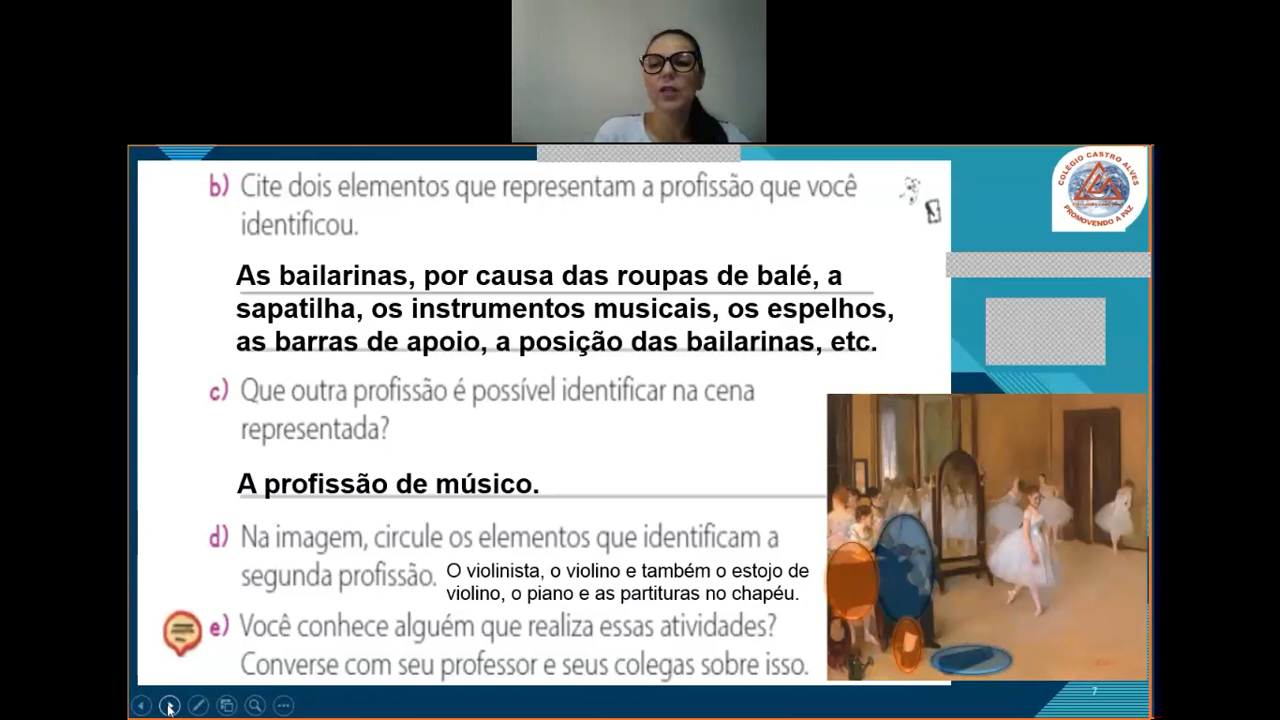 COLÉGIO CASTRO ALVES
PROMOVENDO A PAZ
b) Cite dois elementos que representam a profissão que você
identificou.
As bailarinas, por causa das roupas de balé, a
sapatilha, os instrumentos musicais, os espelhos,
as barras de apoio, a posição das bailarinas, etc.
c) Que outra profissão é possível identificar na cena
representada?
A profissão de músico.
d) Na imagem, circule os elementos que identificam a
segunda profissão.
O violinista, o violino e também o estojo de
violino, o piano e as partituras no chapéu.
e) Você conhece alguém que realiza essas atividades?
Converse com seu professor e seus colegas sobre isso.
7